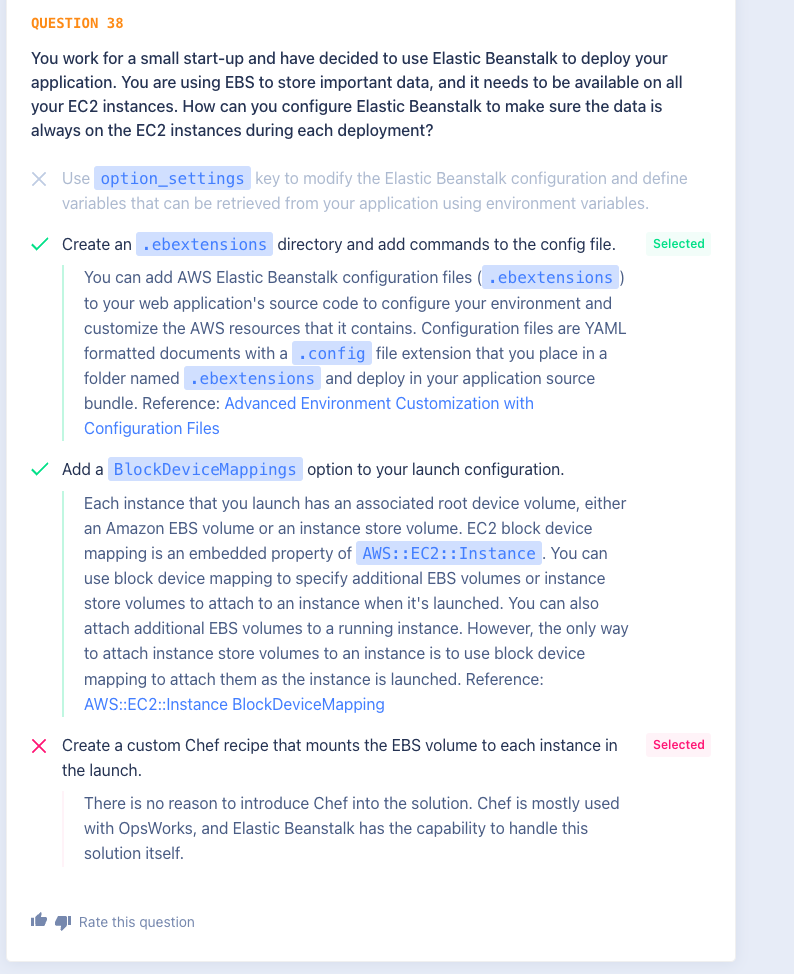 QUESTION 38
You work for a small start-up and have decided to use Elastic Beanstalk to deploy your
application. You are using EBS to store important data, and it needs to be available on all
your EC2 instances. How can you configure Elastic Beanstalk to make sure the data is
always on the EC2 instances during each deployment?
Use option_settings key to modify the Elastic Beanstalk configuration and define
variables that can be retrieved from your application using environment variables.
Create an .ebextensions directory and add commands to the config file. Selected
You can add AWS Elastic Beanstalk configuration files ( .ebextensions )
to your web application's source code to configure your environment and
customize the AWS resources that it contains. Configuration files are YAML
formatted documents with a .config file extension that you place in a
folder named .ebextensions and deploy in your application source
bundle. Reference: Advanced Environment Customization with
Configuration Files
Add a BlockDeviceMappings option to your launch configuration.
Each instance that you launch has an associated root device volume, either
an Amazon EBS volume or an instance store volume. EC2 block device
mapping is an embedded property of AWS::EC2::Instance . You can
use block device mapping to specify additional EBS volumes or instance
store volumes to attach to an instance when it's launched. You can also
attach additional EBS volumes to a running instance. However, the only way
to attach instance store volumes to an instance is to use block device
mapping to attach them as the instance is launched. Reference:
AWS::EC2::Instance BlockDeviceMapping
Create a custom Chef recipe that mounts the EBS volume to each instance in Selected
the launch.
There is no reason to introduce Chef into the solution. Chef is mostly used
with OpsWorks, and Elastic Beanstalk has the capability to handle this
solution itself.
Rate this question